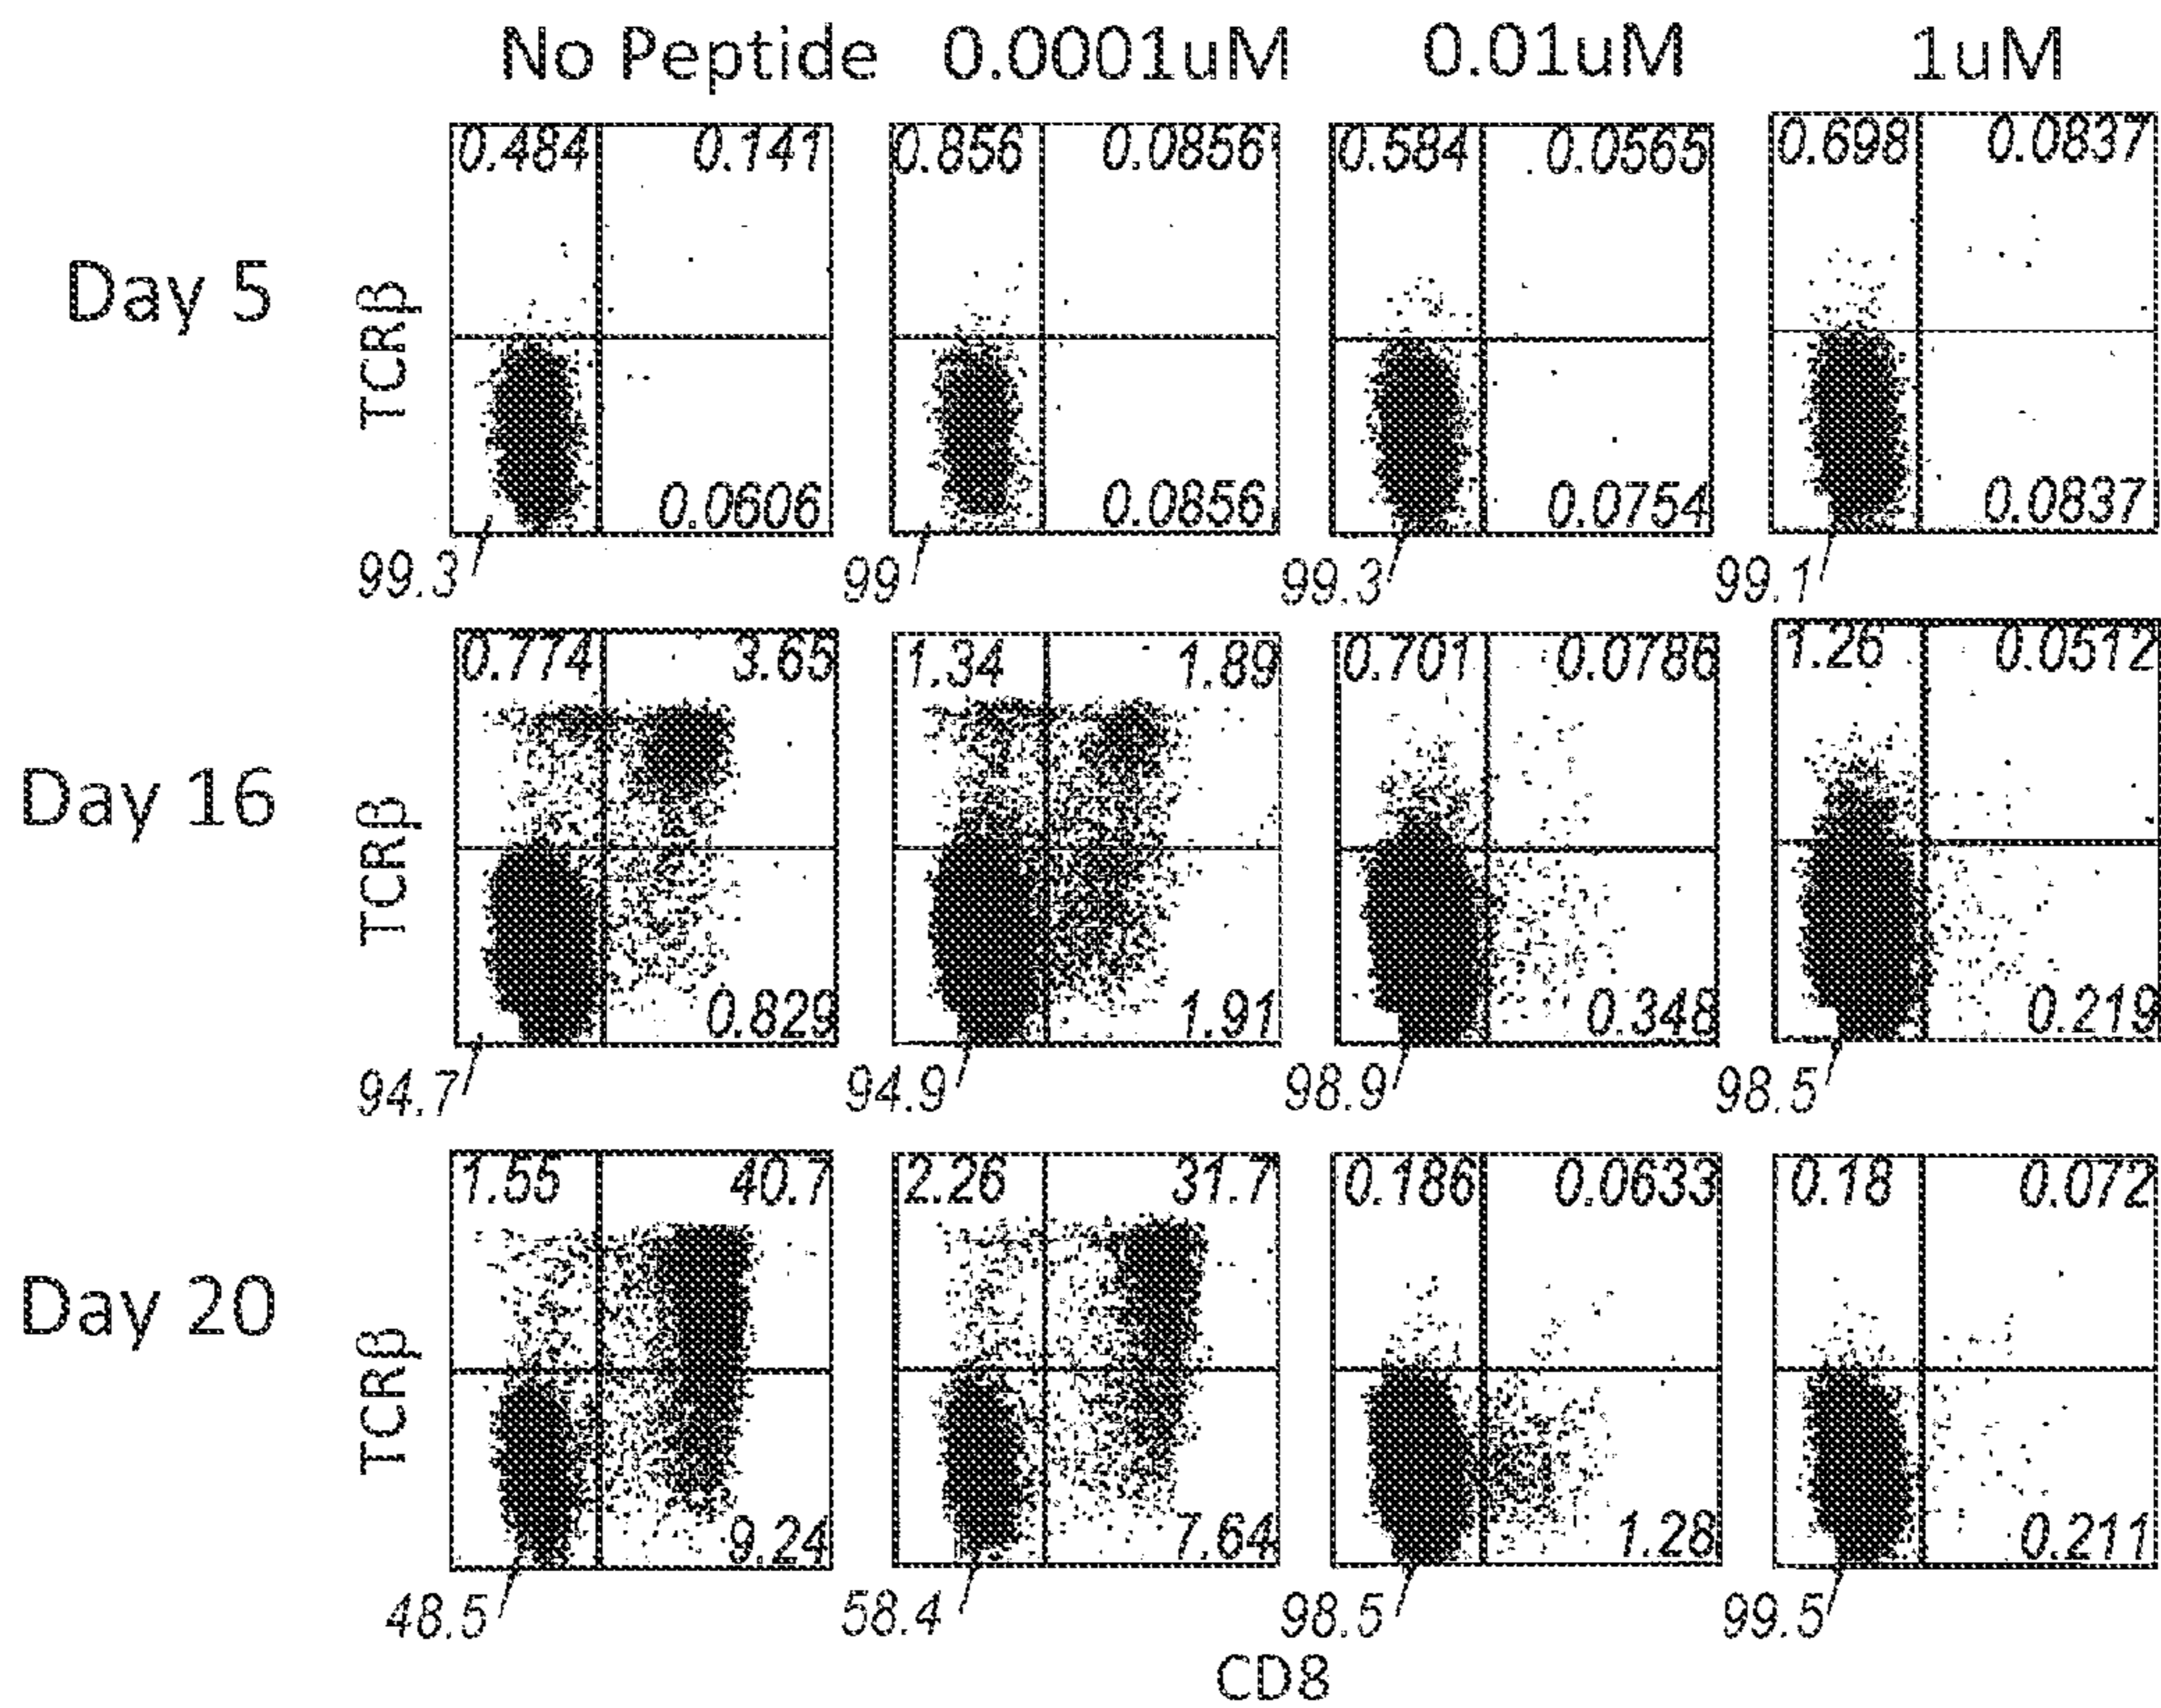 No Peptide 0.0001uM 0.01uM 1uM
0.484 0.141 0.856 0.0856 0.584 0.0565 0.698 0.0837
Day 5
TCRβ
0.0606 0.0856 0.0754 0.0837
99.3 99 99.3 99.1
0.774 3.65 1.34 1.89 0.701 0.0786 1.26 0.0512
Day 16
TCRβ
0.829 1.91 0.348 0.219
94.7 94.9 98.9 98.5
1.55 40.7 2.26 31.7 0.186 0.0633 0.18 0.072
Day 20
TCRβ
9.24 7.64 1.28 0.211
48.5 58.4 98.5 99.5
CD8